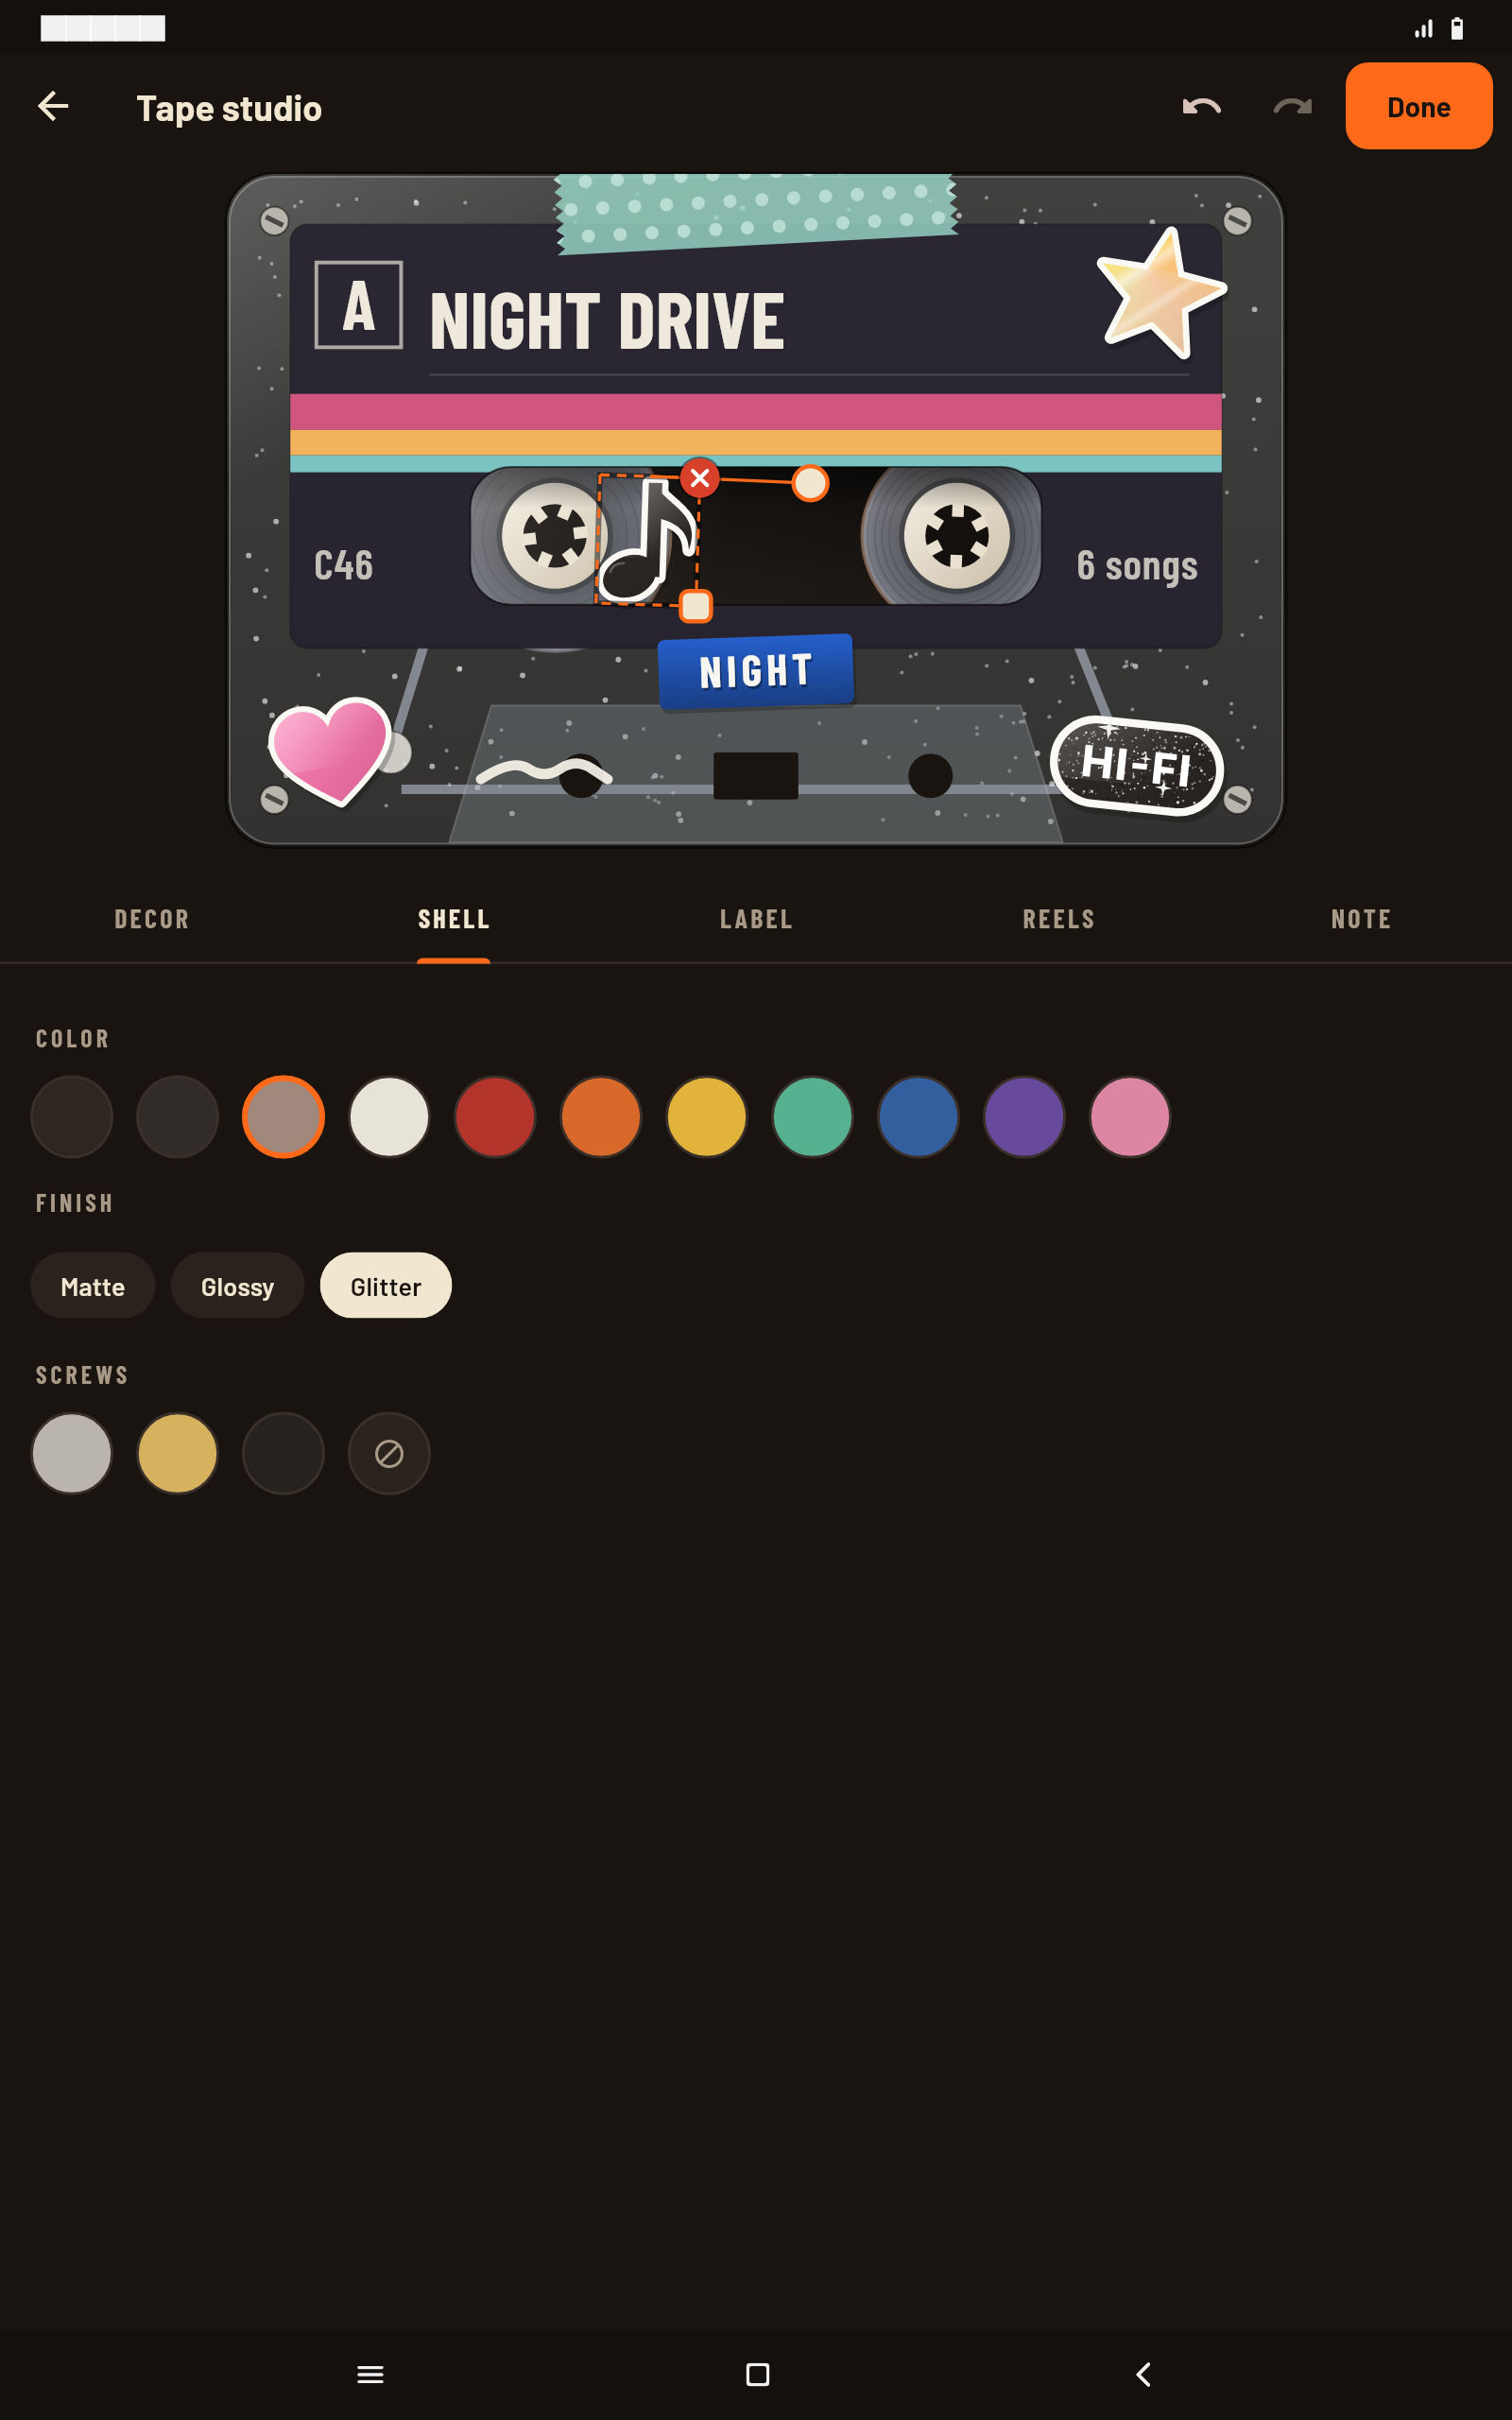 Tape studio
Done
A
NIGHT DRIVE
C46
6 songs
NIGHT
HI-FI
DECOR
SHELL
LABEL
REELS
NOTE
COLOR
FINISH
Matte
Glossy
Glitter
SCREWS